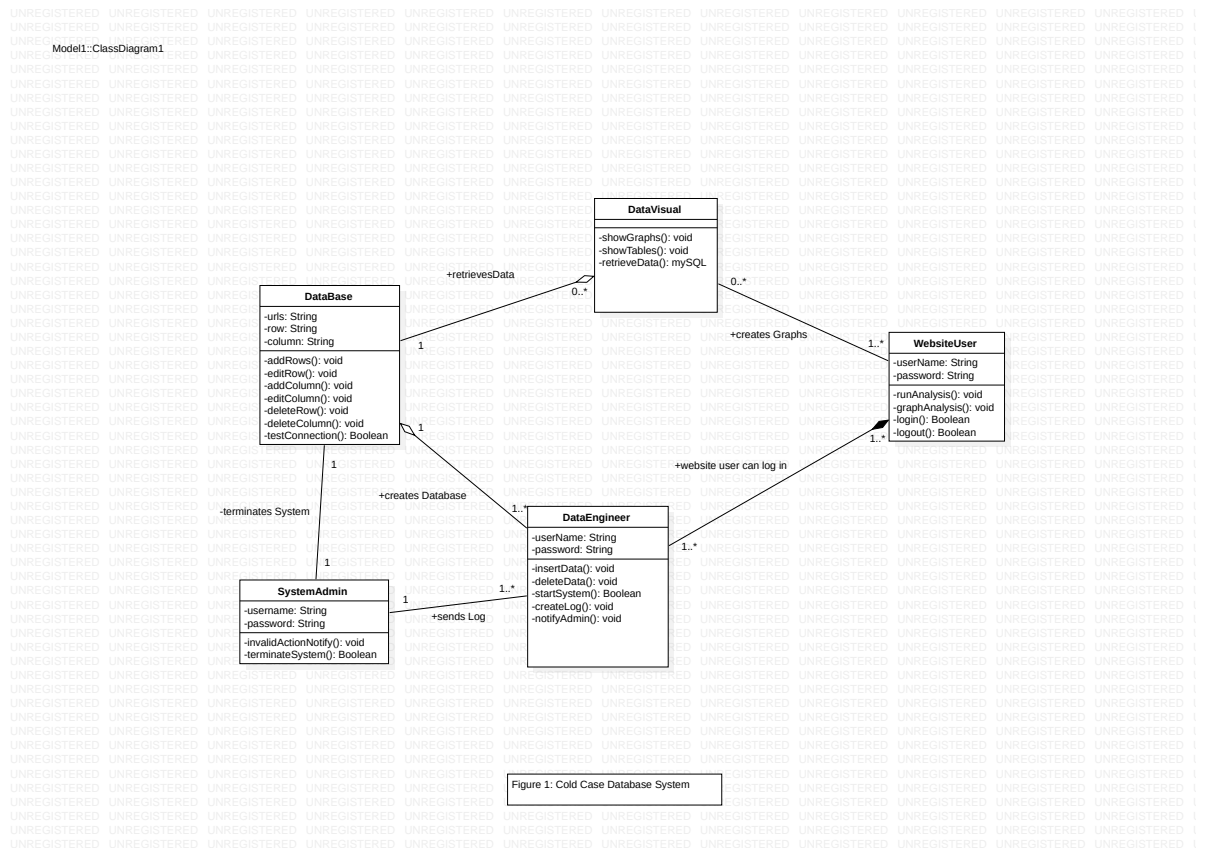 Model1::ClassDiagram1
DataVisual
-showGraphs(): void
-showTables(): void
-retrieveData(): mySQL
+retrievesData
0..*
1
0..*
+creates Graphs
1..*
DataBase
-urls: String
-row: String
-column: String
-addRows(): void
-editRow(): void
-addColumn(): void
-editColumn(): void
-deleteRow(): void
-deleteColumn(): void
-testConnection(): Boolean
WebsiteUser
-userName: String
-password: String
-runAnalysis(): void
-graphAnalysis(): void
-login(): Boolean
-logout(): Boolean
1
+creates Database
1..*
1..*
+website user can log in
1..*
1
-terminates System
1
DataEngineer
-userName: String
-password: String
-insertData(): void
-deleteData(): void
-startSystem(): Boolean
-createLog(): void
-notifyAdmin(): void
SystemAdmin
-username: String
-password: String
-invalidActionNotify(): void
-terminateSystem(): Boolean
1
1..*
+sends Log
Figure 1: Cold Case Database System
UNREGISTERED